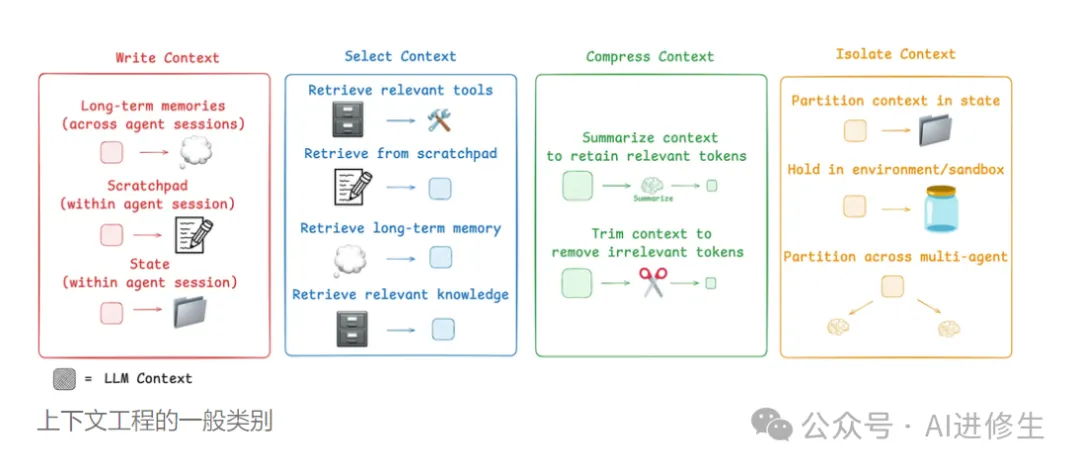 Write Context
Long-term memories
(across agent sessions)
Scratchpad
(within agent session)
State
(within agent session)
Select Context
Retrieve relevant tools
Retrieve from scratchpad
Retrieve long-term memory
Retrieve relevant knowledge
Compress Context
Summarize context
to retain relevant tokens
Summarize
Trim context to
remove irrelevant tokens
Isolate Context
Partition context in state
Hold in environment/sandbox
Partition across multi-agent
= LLM Context
上下文工程的一般类别
公众号 · AI进修生